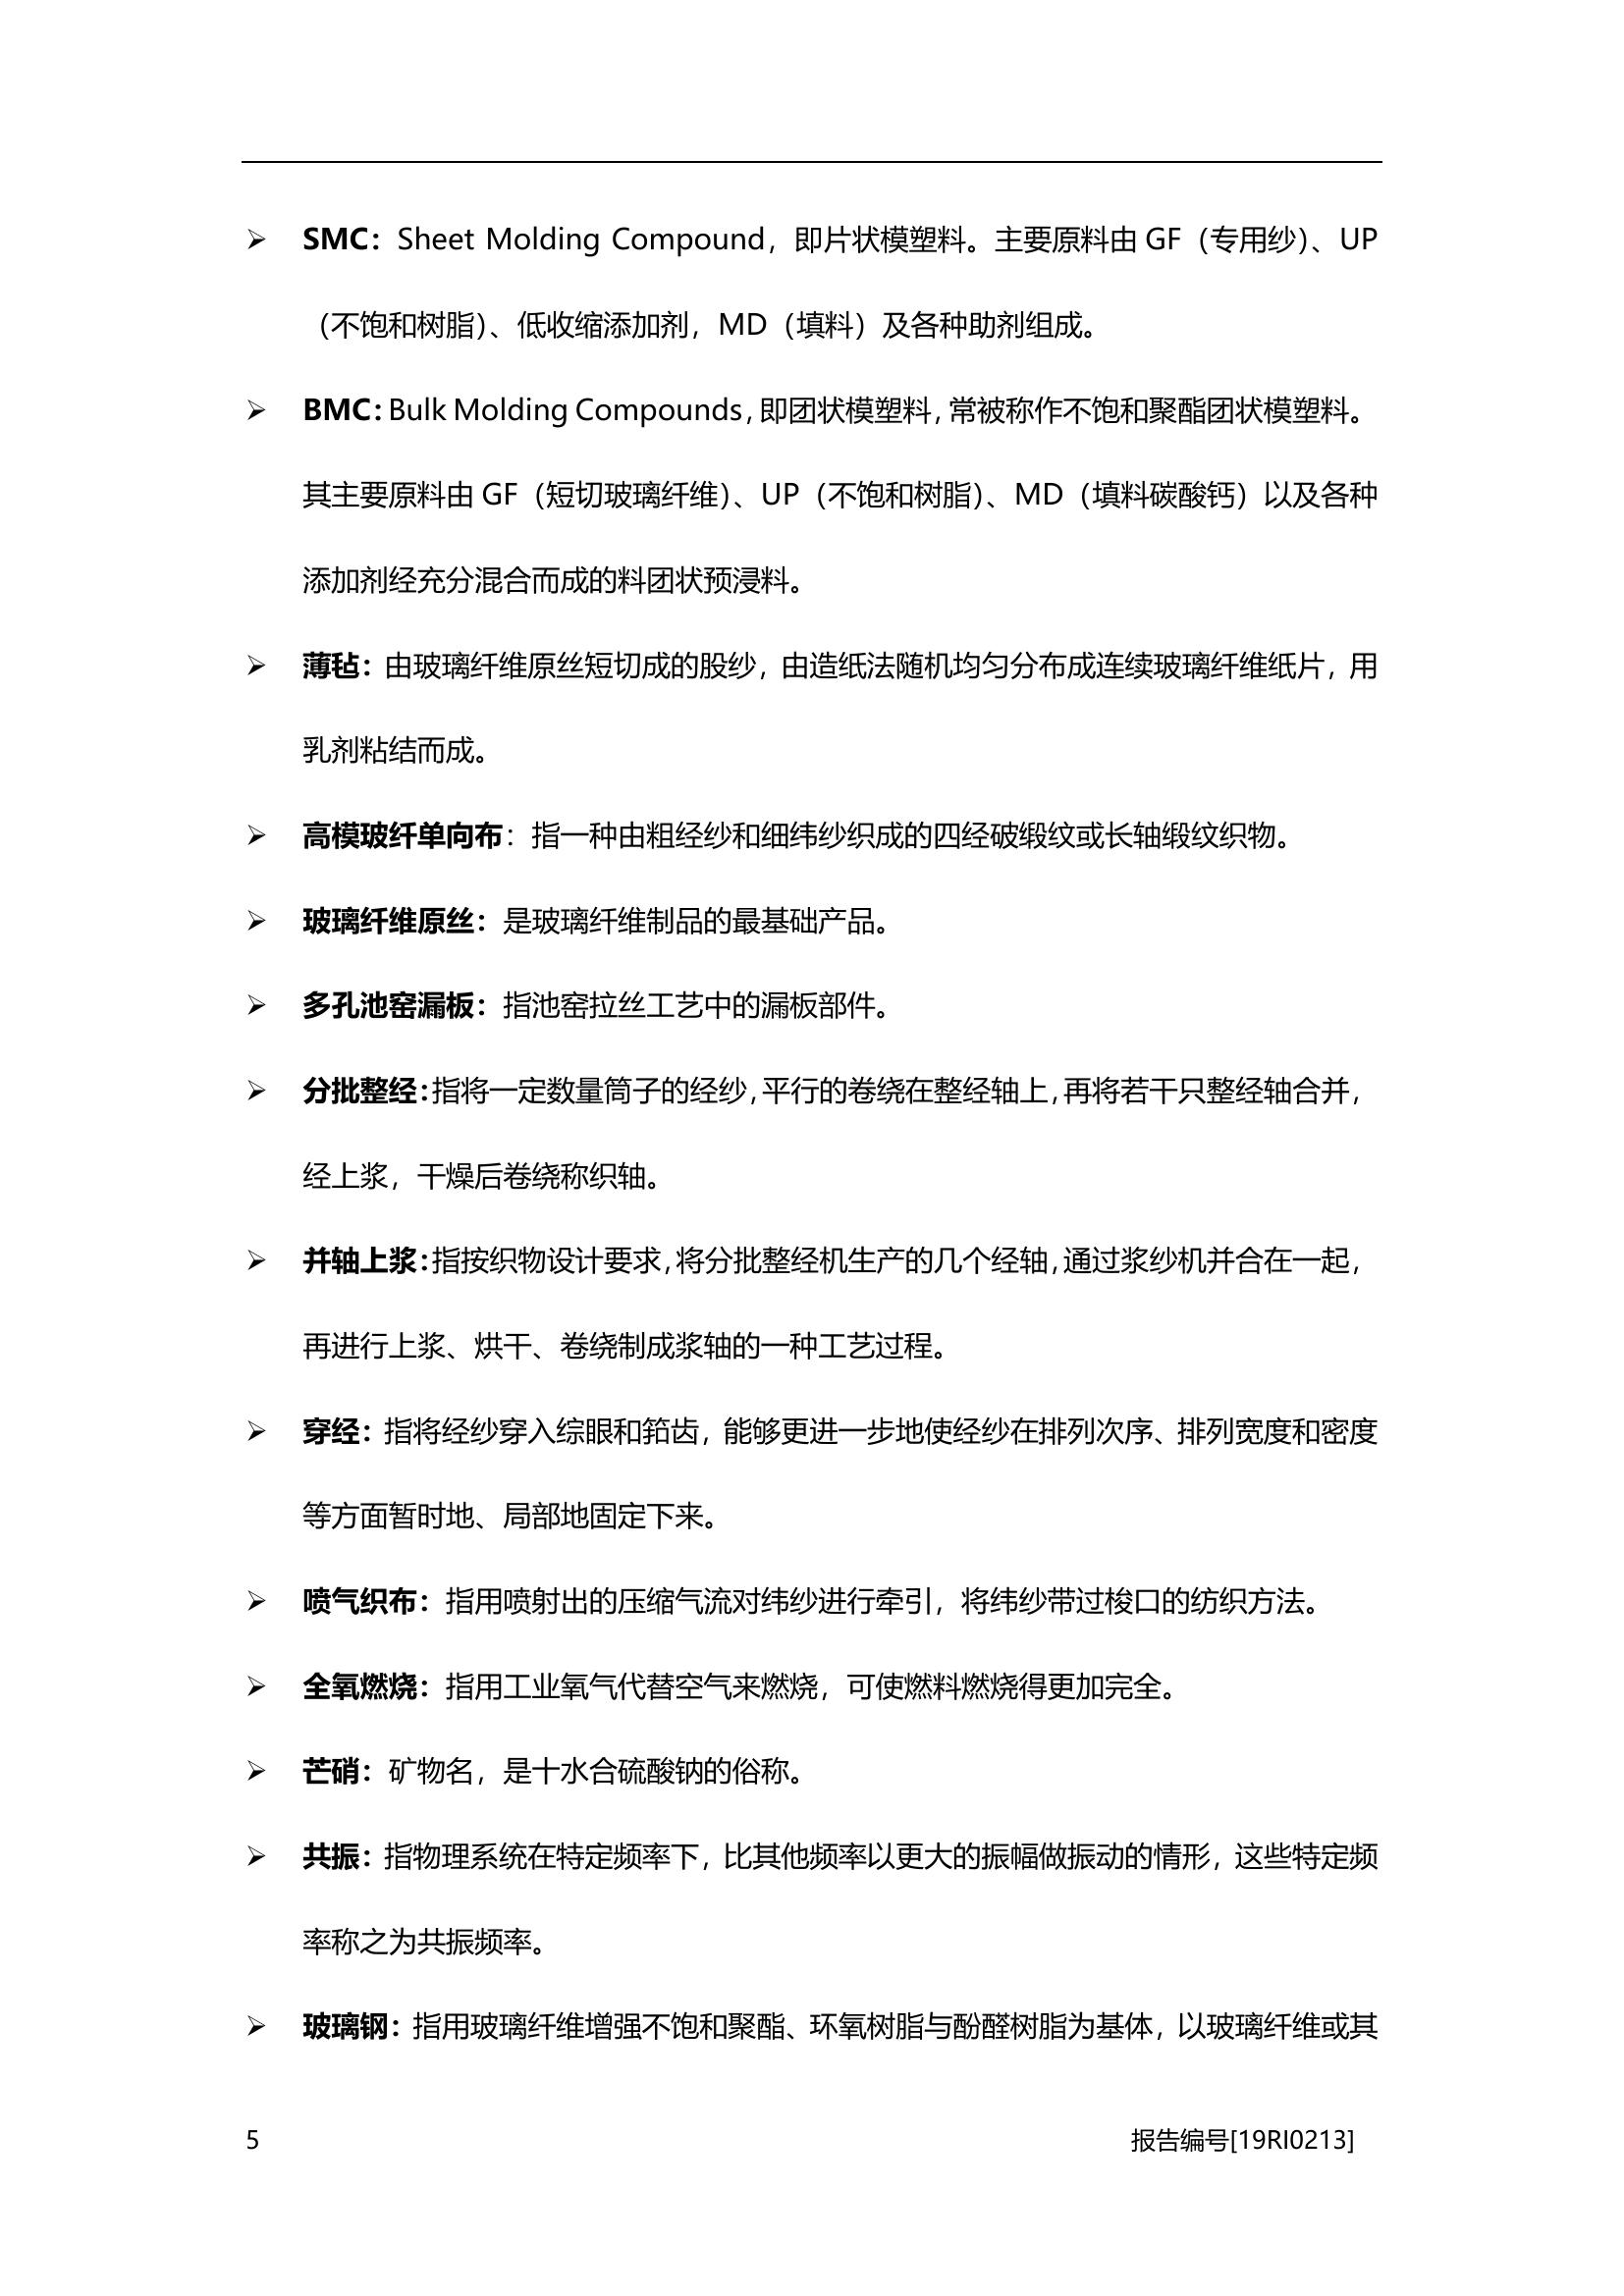 ➢ SMC：Sheet Molding Compound，即片状模塑料。主要原料由 GF（专用纱）、UP
（不饱和树脂）、低收缩添加剂，MD（填料）及各种助剂组成。
➢ BMC：Bulk Molding Compounds，即团状模塑料，常被称作不饱和聚酯团状模塑料。
其主要原料由 GF（短切玻璃纤维）、UP（不饱和树脂）、MD（填料碳酸钙）以及各种
添加剂经充分混合而成的料团状预浸料。
➢ 薄毡：由玻璃纤维原丝短切成的股纱，由造纸法随机均匀分布成连续玻璃纤维纸片，用
乳剂粘结而成。
➢ 高模玻纤单向布：指一种由粗经纱和细纬纱织成的四经破缎纹或长轴缎纹织物。
➢ 玻璃纤维原丝：是玻璃纤维制品的最基础产品。
➢ 多孔池窑漏板：指池窑拉丝工艺中的漏板部件。
➢ 分批整经：指将一定数量筒子的经纱，平行的卷绕在整经轴上，再将若干只整经轴合并，
经上浆，干燥后卷绕称织轴。
➢ 并轴上浆：指按织物设计要求，将分批整经机生产的几个经轴，通过浆纱机并合在一起，
再进行上浆、烘干、卷绕制成浆轴的一种工艺过程。
➢ 穿经：指将经纱穿入综眼和筘齿，能够更进一步地使经纱在排列次序、排列宽度和密度
等方面暂时地、局部地固定下来。
➢ 喷气织布：指用喷射出的压缩气流对纬纱进行牵引，将纬纱带过梭口的纺织方法。
➢ 全氧燃烧：指用工业氧气代替空气来燃烧，可使燃料燃烧得更加完全。
➢ 芒硝：矿物名，是十水合硫酸钠的俗称。
➢ 共振：指物理系统在特定频率下，比其他频率以更大的振幅做振动的情形，这些特定频
率称之为共振频率。
➢ 玻璃钢：指用玻璃纤维增强不饱和聚酯、环氧树脂与酚醛树脂为基体，以玻璃纤维或其
5 报告编号[19RI0213]